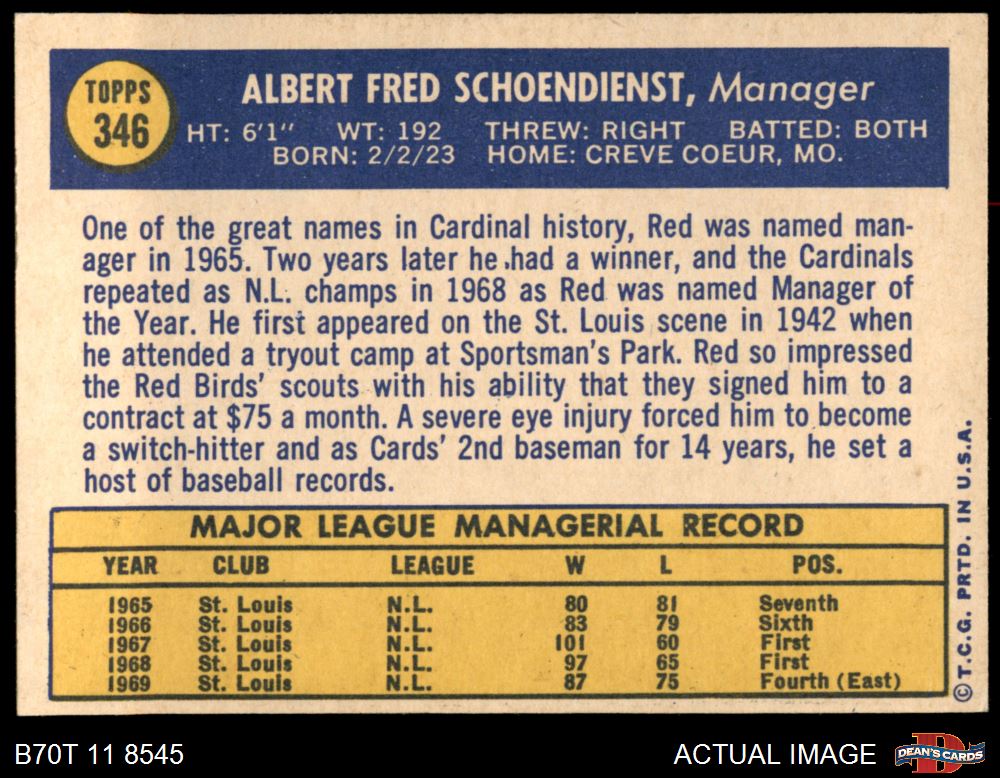 TOPPS
346
ALBERT FRED SCHOENDIENST, Manager
HT: 6'1" WT: 192 THREW: RIGHT BATTED: BOTH
BORN: 2/2/23 HOME: CREVE COEUR, MO.
One of the great names in Cardinal history, Red was named man-
ager in 1965. Two years later he had a winner, and the Cardinals
repeated as N.L. champs in 1968 as Red was named Manager of
the Year. He first appeared on the St. Louis scene in 1942 when
he attended a tryout camp at Sportsman's Park. Red so impressed
the Red Birds' scouts with his ability that they signed him to a
contract at $75 a month. A severe eye injury forced him to become
a switch-hitter and as Cards' 2nd baseman for 14 years, he set a
host of baseball records.
MAJOR LEAGUE MANAGERIAL RECORD
YEAR CLUB LEAGUE W L POS.
1965 St. Louis N.L. 80 81 Seventh
1966 St. Louis N.L. 83 79 Sixth
1967 St. Louis N.L. 101 60 First
1968 St. Louis N.L. 97 65 First
1969 St. Louis N.L. 87 75 Fourth (East)
© T.C.G. PRTD. IN U.S.A.
B70T 11 8545
ACTUAL IMAGE
D
DEAN'S CARDS